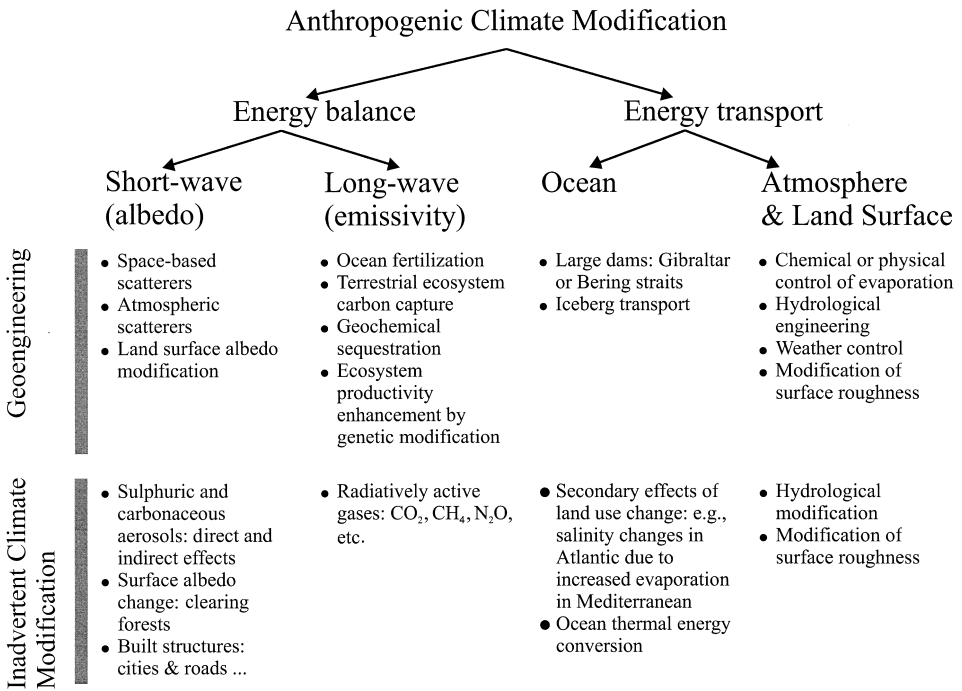 Anthropogenic Climate Modification
Energy balance
Energy transport
Short-wave
(albedo)
Long-wave
(emissivity)
Ocean
Atmosphere
& Land Surface
Geoengineering
• Space-based
scatterers
• Atmospheric
scatterers
• Land surface albedo
modification
• Ocean fertilization
• Terrestrial ecosystem
carbon capture
• Geochemical
sequestration
• Ecosystem
productivity
enhancement by
genetic modification
• Large dams: Gibraltar
or Bering straits
• Iceberg transport
• Chemical or physical
control of evaporation
• Hydrological
engineering
• Weather control
• Modification of
surface roughness
Inadvertent Climate
Modification
• Sulphuric and
carbonaceous
aerosols: direct and
indirect effects
• Surface albedo
change: clearing
forests
• Built structures:
cities & roads ...
• Radiatively active
gases: CO₂, CH₄, N₂O,
etc.
• Secondary effects of
land use change: e.g.,
salinity changes in
Atlantic due to
increased evaporation
in Mediterranean
• Ocean thermal energy
conversion
• Hydrological
modification
• Modification of
surface roughness